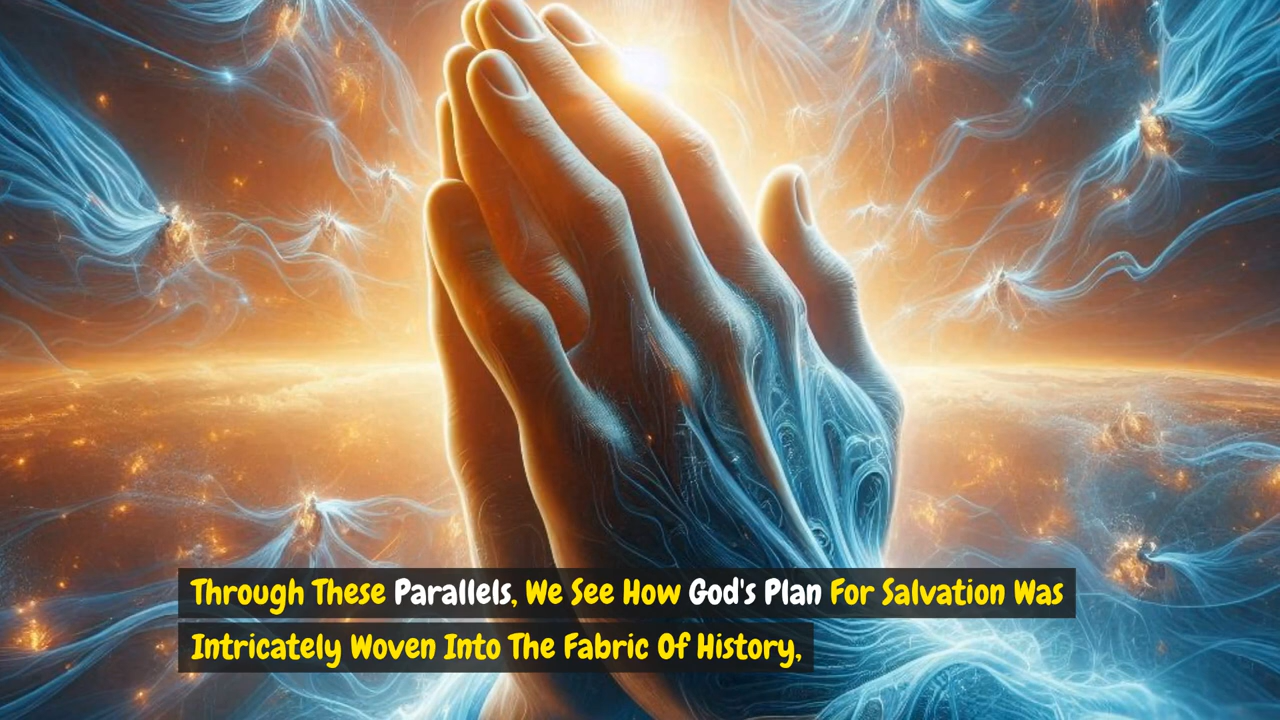 Through These Parallels, We See How God's Plan For Salvation Was
Intricately Woven Into The Fabric Of History,